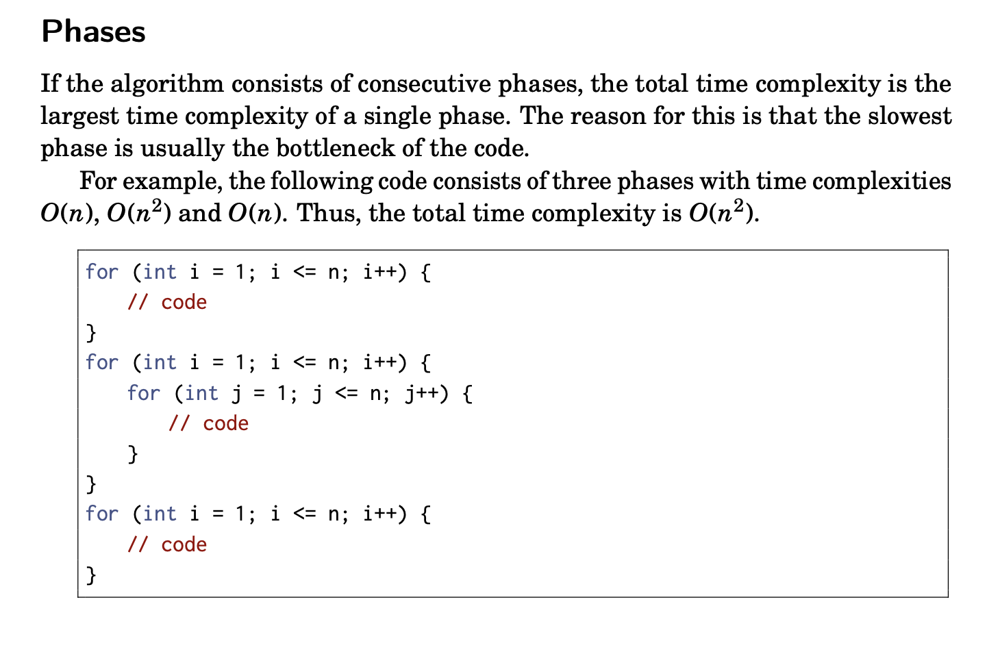 Phases
If the algorithm consists of consecutive phases, the total time complexity is the
largest time complexity of a single phase. The reason for this is that the slowest
phase is usually the bottleneck of the code.
For example, the following code consists of three phases with time complexities
O(n), O(n²) and O(n). Thus, the total time complexity is O(n²).
for (int i = 1; i <= n; i++) {
    // code
}
for (int i = 1; i <= n; i++) {
    for (int j = 1; j <= n; j++) {
        // code
    }
}
for (int i = 1; i <= n; i++) {
    // code
}